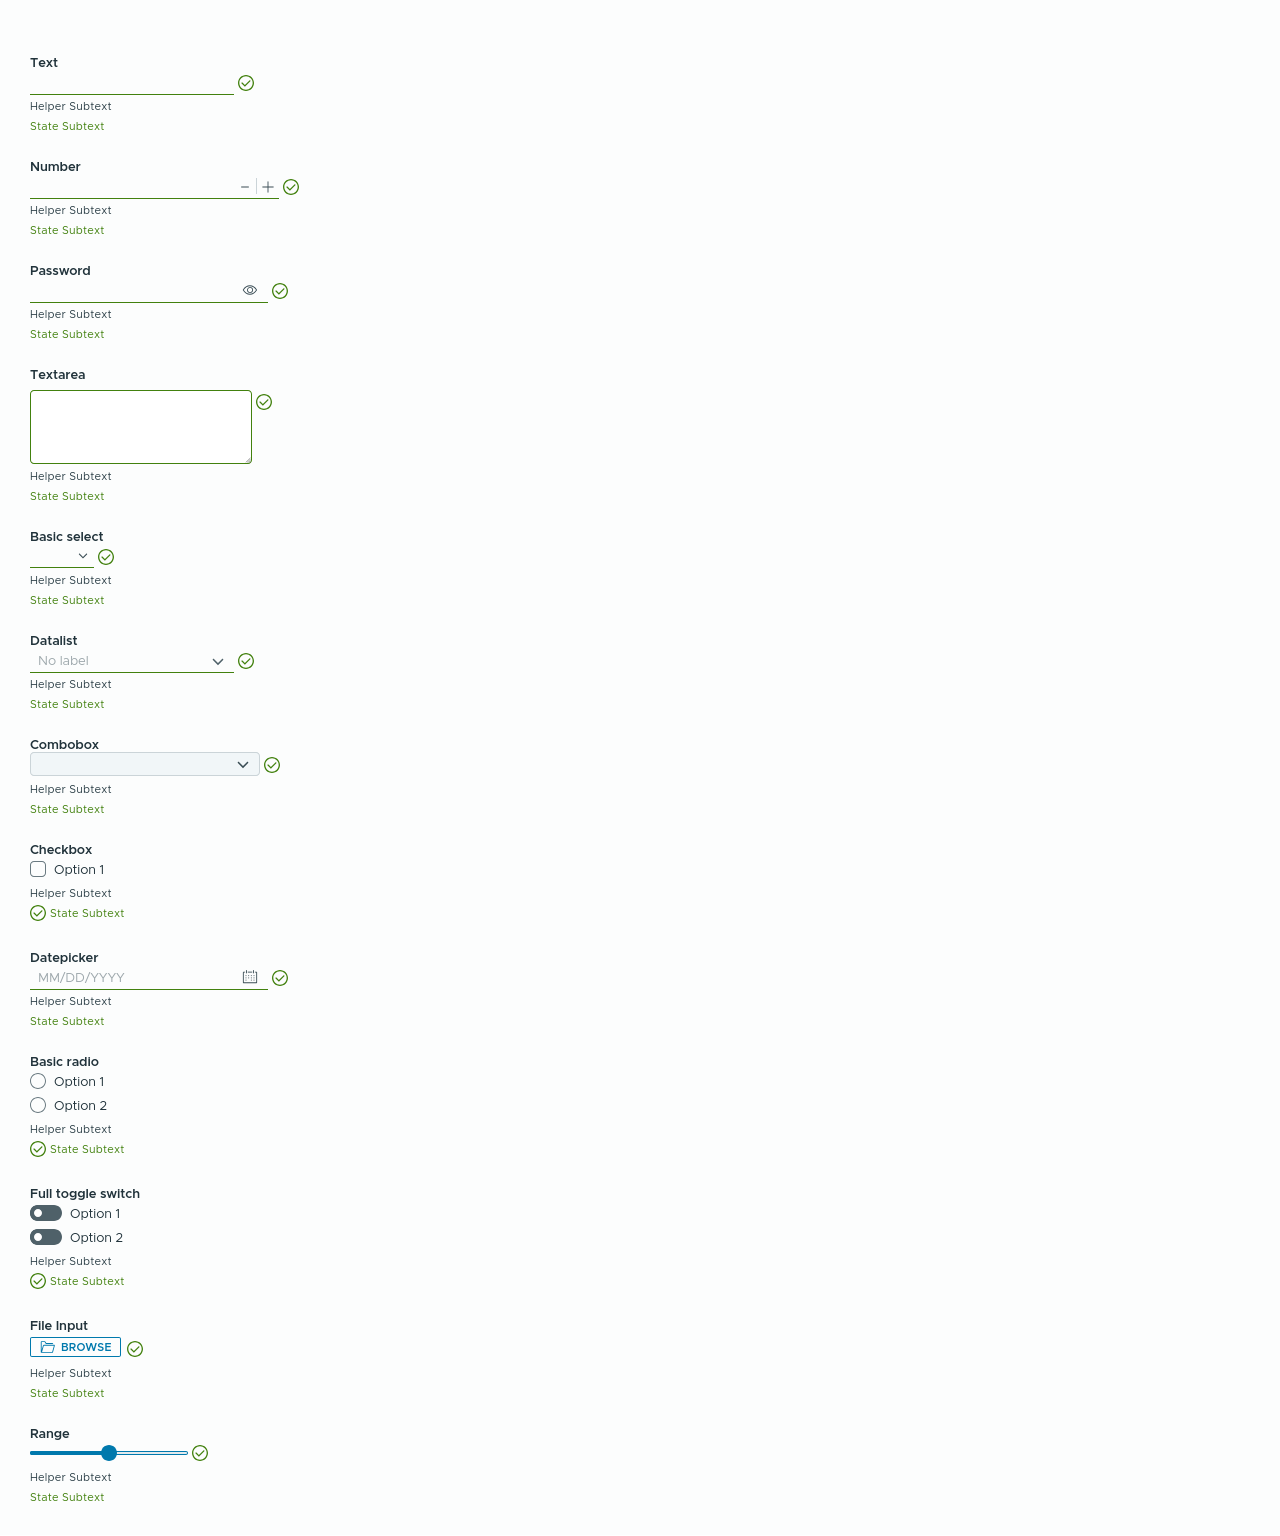 Text
Helper Subtext
State Subtext
Number
Helper Subtext
State Subtext
Password
Helper Subtext
State Subtext
Textarea
Helper Subtext
State Subtext
Basic select
Helper Subtext
State Subtext
Datalist
No label
Helper Subtext
State Subtext
Combobox
Helper Subtext
State Subtext
Checkbox
Option 1
Helper Subtext
State Subtext
Datepicker
MM/DD/YYYY
Helper Subtext
State Subtext
Basic radio
Option 1
Option 2
Helper Subtext
State Subtext
Full toggle switch
Option 1
Option 2
Helper Subtext
State Subtext
File Input
BROWSE
Helper Subtext
State Subtext
Range
Helper Subtext
State Subtext